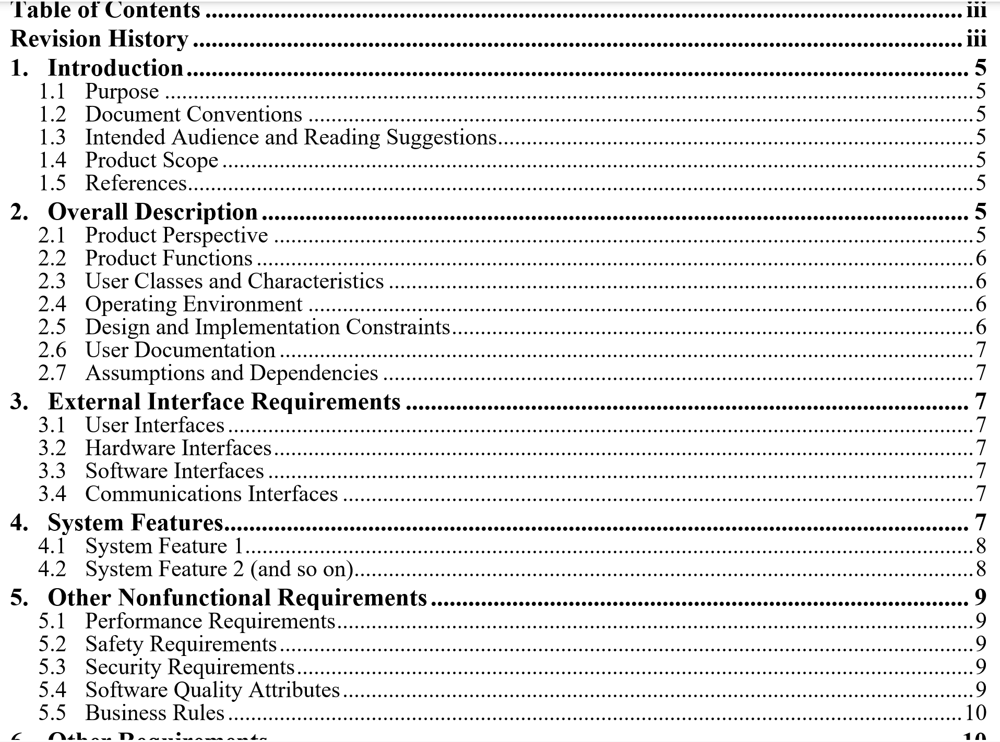 Table of Contents ........ iii
Revision History ........ iii
1. Introduction ........ 5
1.1 Purpose ........ 5
1.2 Document Conventions ........ 5
1.3 Intended Audience and Reading Suggestions ........ 5
1.4 Product Scope ........ 5
1.5 References ........ 5
2. Overall Description ........ 5
2.1 Product Perspective ........ 5
2.2 Product Functions ........ 6
2.3 User Classes and Characteristics ........ 6
2.4 Operating Environment ........ 6
2.5 Design and Implementation Constraints ........ 6
2.6 User Documentation ........ 7
2.7 Assumptions and Dependencies ........ 7
3. External Interface Requirements ........ 7
3.1 User Interfaces ........ 7
3.2 Hardware Interfaces ........ 7
3.3 Software Interfaces ........ 7
3.4 Communications Interfaces ........ 7
4. System Features ........ 7
4.1 System Feature 1 ........ 8
4.2 System Feature 2 (and so on) ........ 8
5. Other Nonfunctional Requirements ........ 9
5.1 Performance Requirements ........ 9
5.2 Safety Requirements ........ 9
5.3 Security Requirements ........ 9
5.4 Software Quality Attributes ........ 9
5.5 Business Rules ........ 10
6. Other Requirements 10